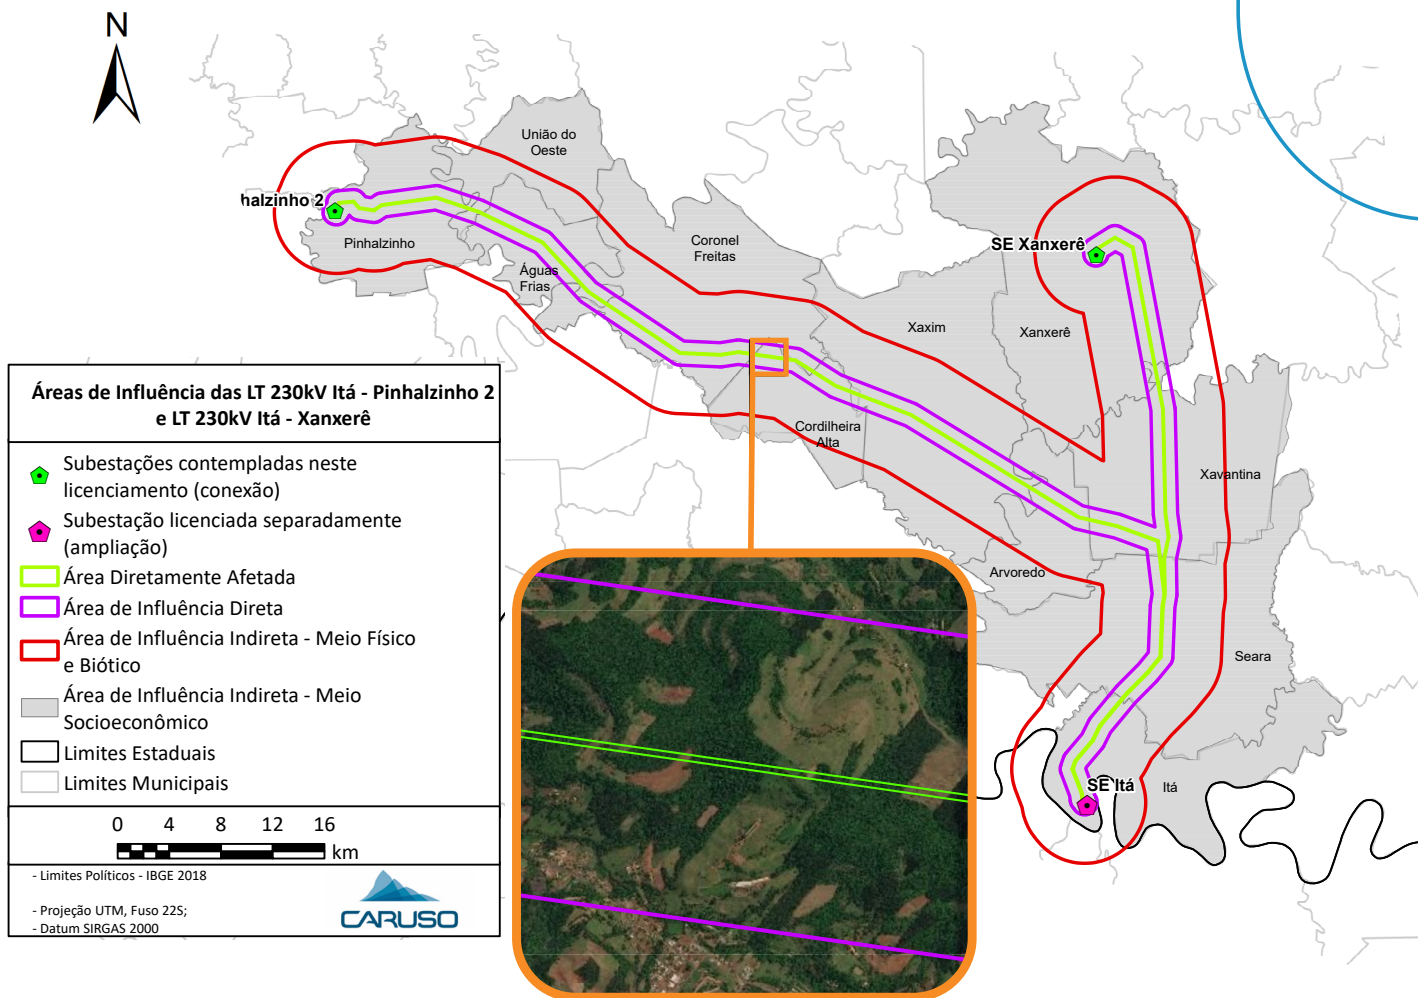 N
União do
Oeste
halzinho 2
Pinhalzinho
Coronel
Freitas
SE Xanxerê
Águas
Frias
Xaxim
Xanxerê
Cordilheira
Alta
Xavantina
Arvoredo
Seara
SE Itá
Itá
Áreas de Influência das LT 230kV Itá - Pinhalzinho 2
e LT 230kV Itá - Xanxerê
Subestações contempladas neste
licenciamento (conexão)
Subestação licenciada separadamente
(ampliação)
Área Diretamente Afetada
Área de Influência Direta
Área de Influência Indireta - Meio Físico
e Biótico
Área de Influência Indireta - Meio
Socioeconômico
Limites Estaduais
Limites Municipais
0 4 8 12 16
km
- Limites Políticos - IBGE 2018
- Projeção UTM, Fuso 22S;
- Datum SIRGAS 2000
CARUSO